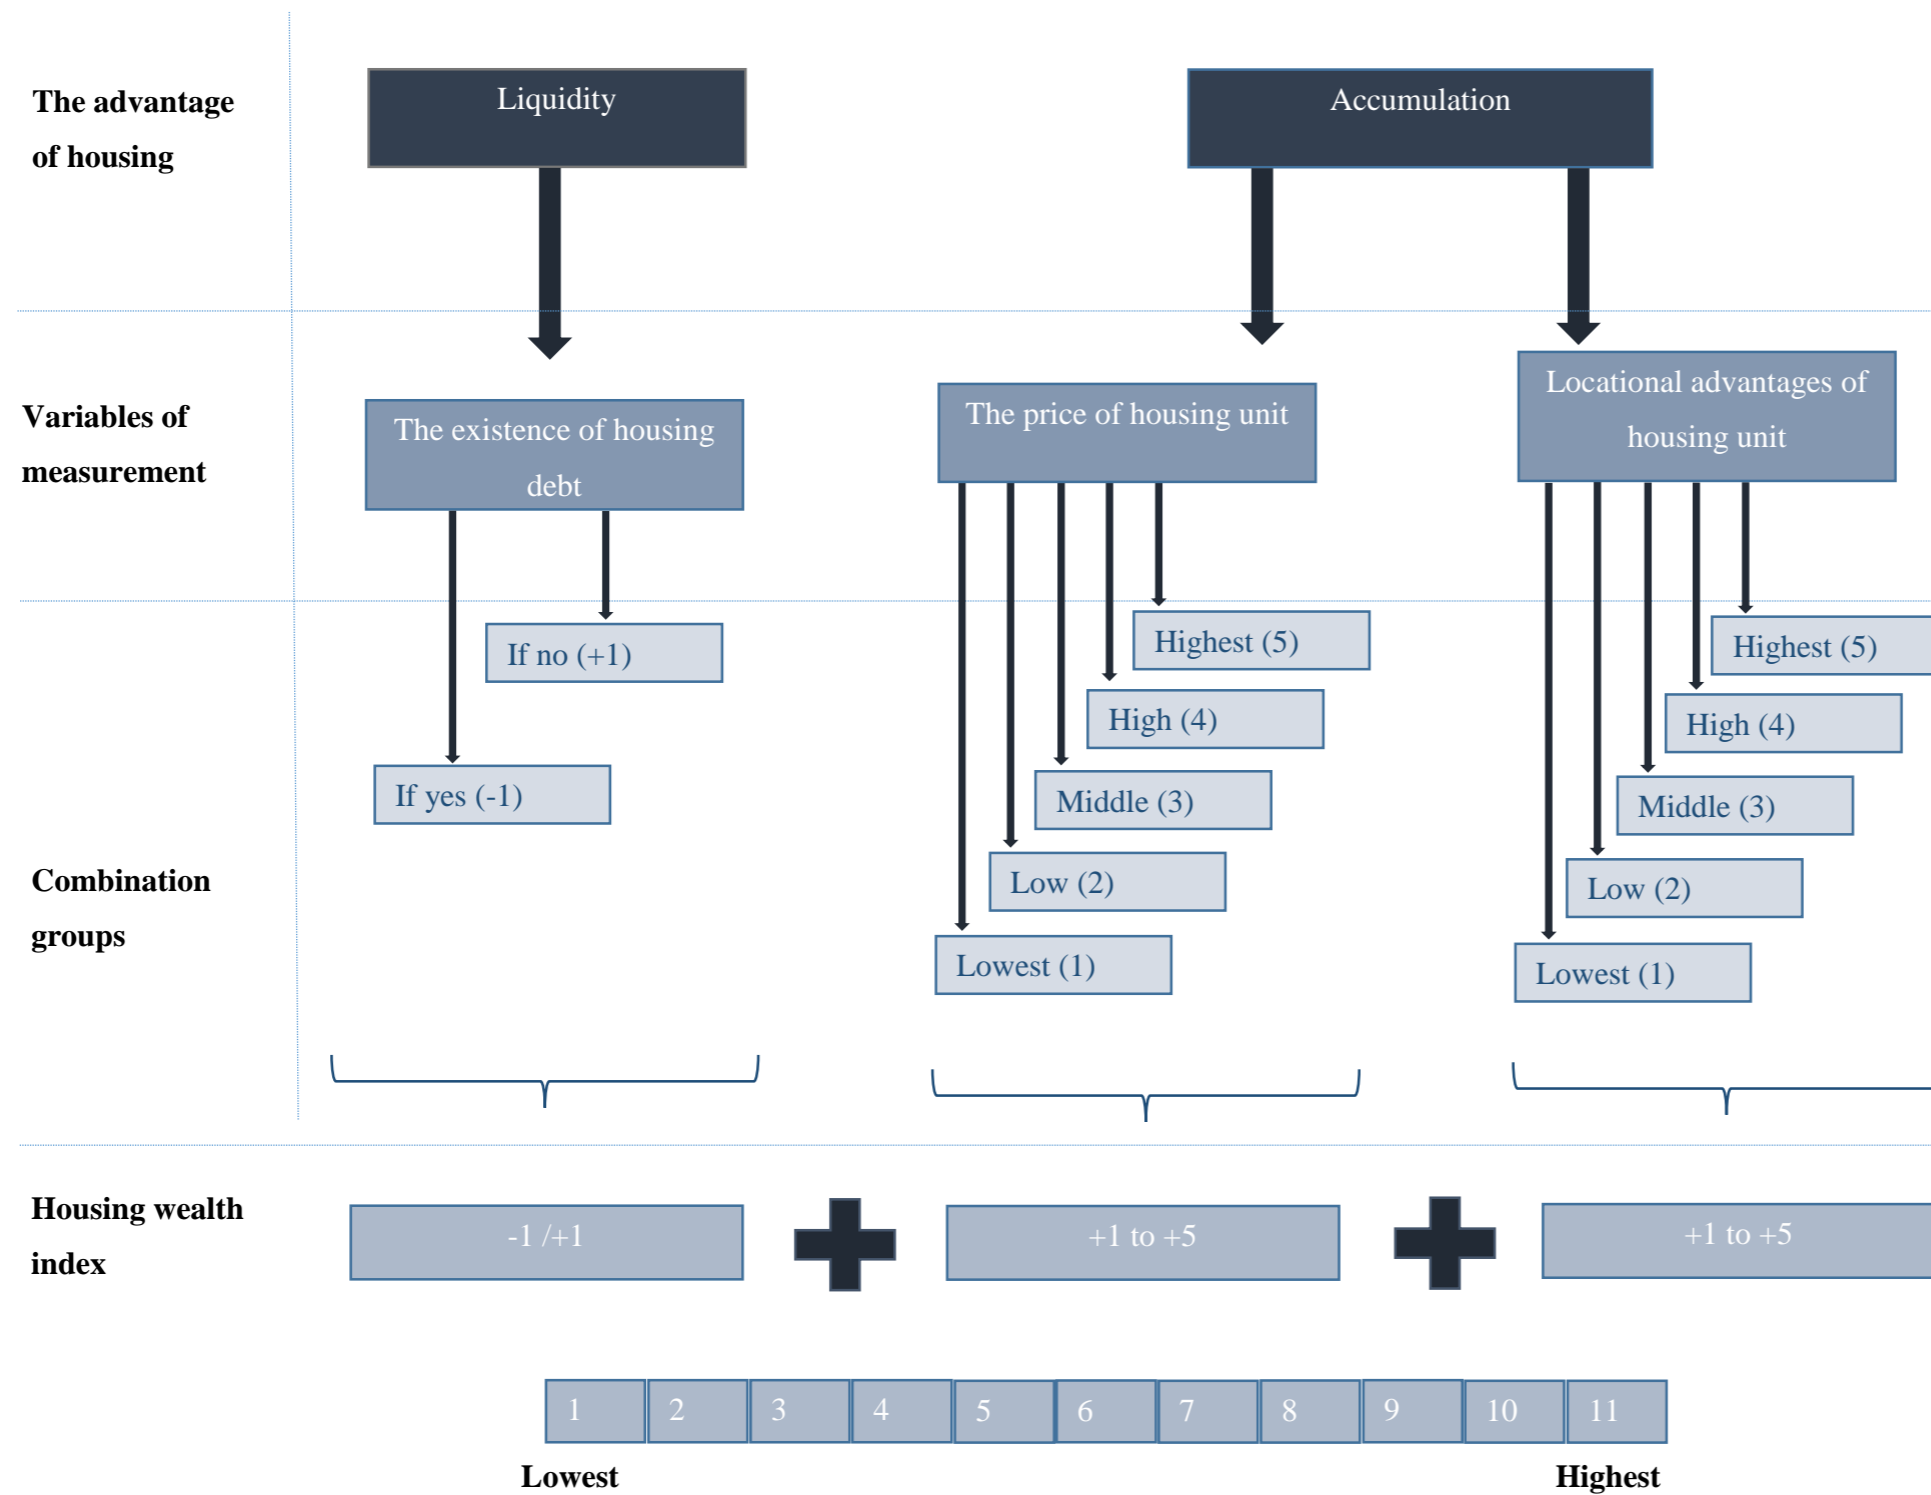 The advantage
of housing
Liquidity
Accumulation
Variables of
measurement
The existence of housing
debt
The price of housing unit
Locational advantages of
housing unit
Combination
groups
If no (+1)
If yes (-1)
Highest (5)
High (4)
Middle (3)
Low (2)
Lowest (1)
Highest (5)
High (4)
Middle (3)
Low (2)
Lowest (1)
Housing wealth
index
-1 /+1
+1 to +5
+1 to +5
1 2 3 4 5 6 7 8 9 10 11
Lowest Highest